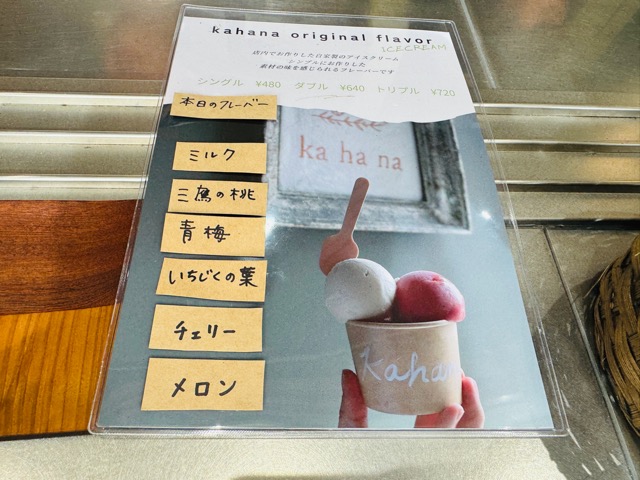 kahana original flavor
ICE CREAM
店内でお作りした自家製のアイスクリーム
シンプルにお作りした
素材の味を感じられるフレーバーです
シングル ¥480 ダブル ¥640 トリプル ¥720
本日のフレーバー
ミルク
三鷹の桃
青梅
いちじくの葉
チェリー
メロン
ka ha na
Kahan